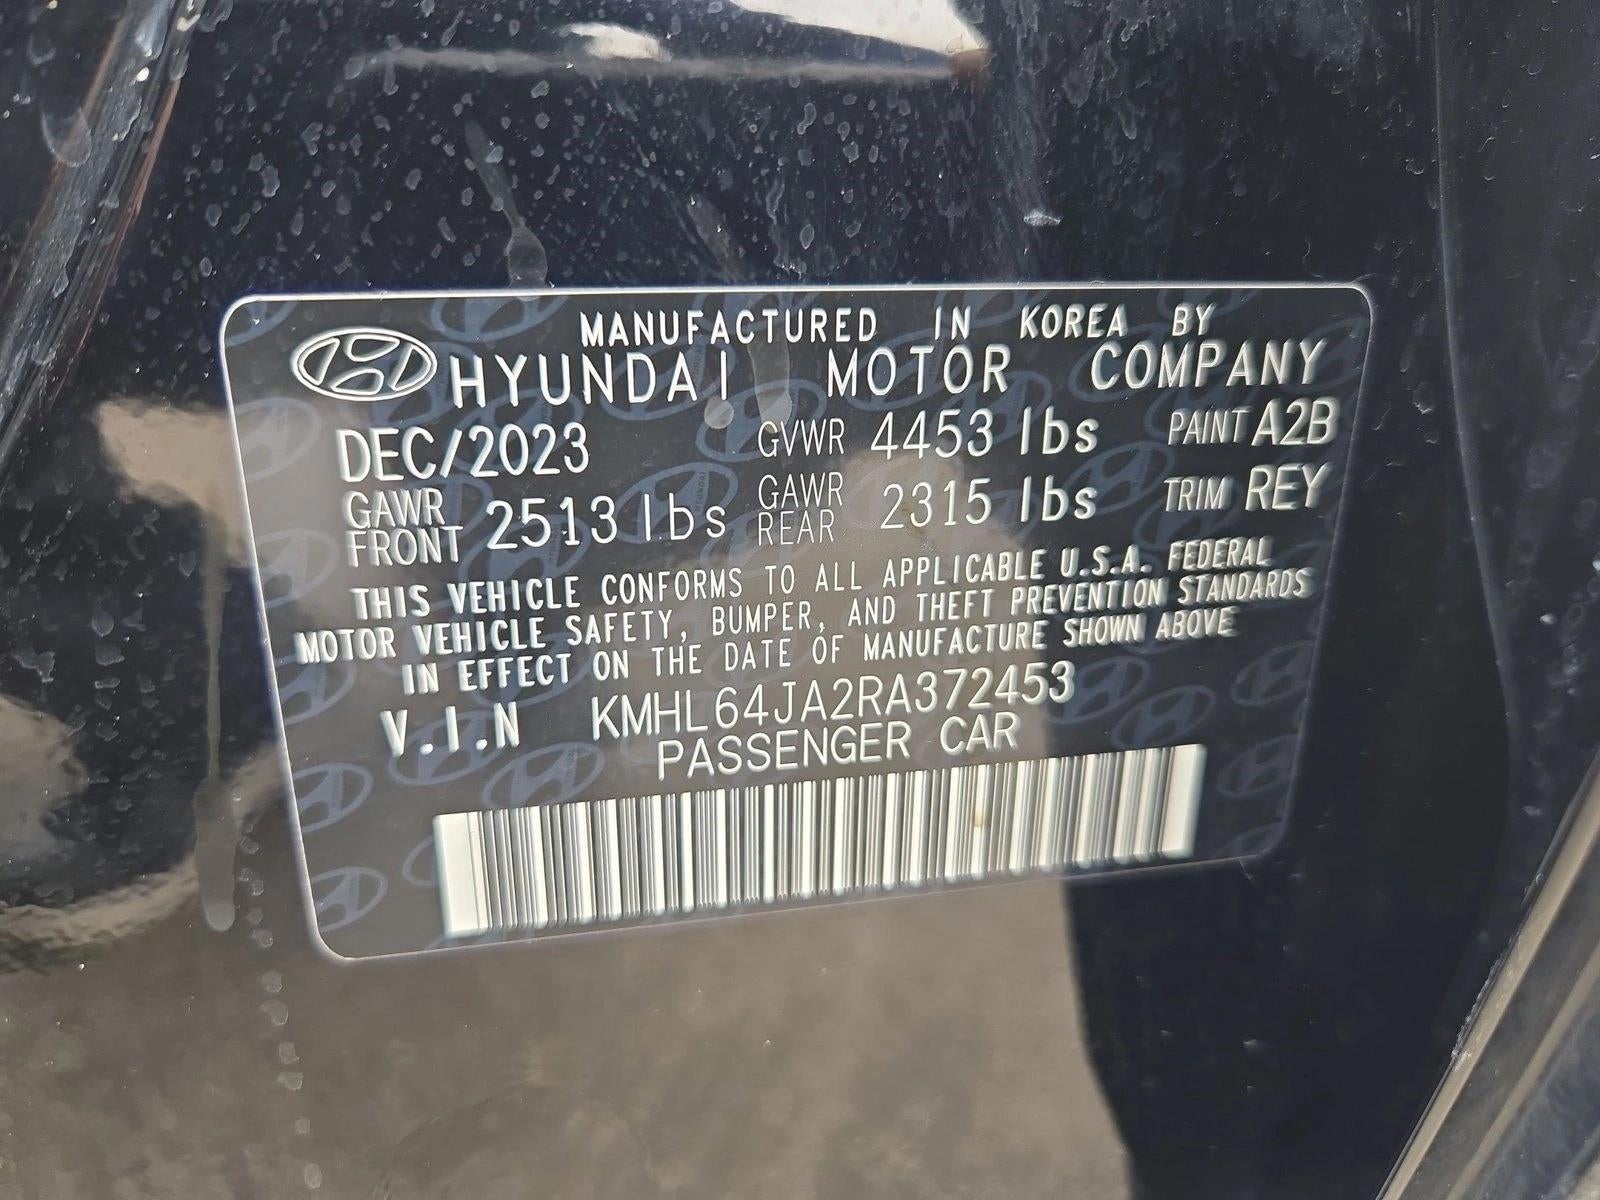 MANUFACTURED IN KOREA BY
HYUNDAI MOTOR COMPANY
DEC/2023 GVWR 4453 lbs PAINT A2B
GAWR FRONT 2513 lbs GAWR REAR 2315 lbs TRIM REY
THIS VEHICLE CONFORMS TO ALL APPLICABLE U.S.A. FEDERAL
MOTOR VEHICLE SAFETY, BUMPER, AND THEFT PREVENTION STANDARDS
IN EFFECT ON THE DATE OF MANUFACTURE SHOWN ABOVE
V.I.N KMHL64JA2RA372453
PASSENGER CAR